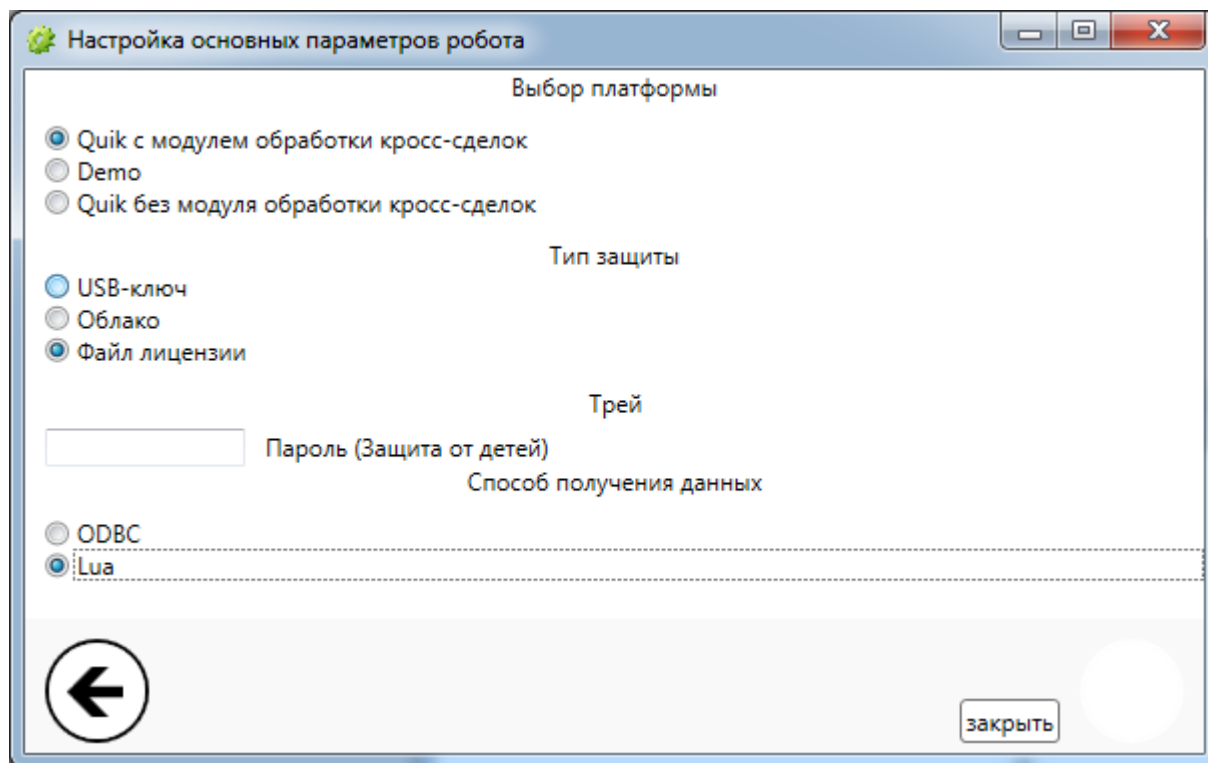 Настройка основных параметров робота
Выбор платформы
Quik с модулем обработки кросс-сделок
Demo
Quik без модуля обработки кросс-сделок
Тип защиты
USB-ключ
Облако
Файл лицензии
Трей
Пароль (Защита от детей)
Способ получения данных
ODBC
Lua
закрыть